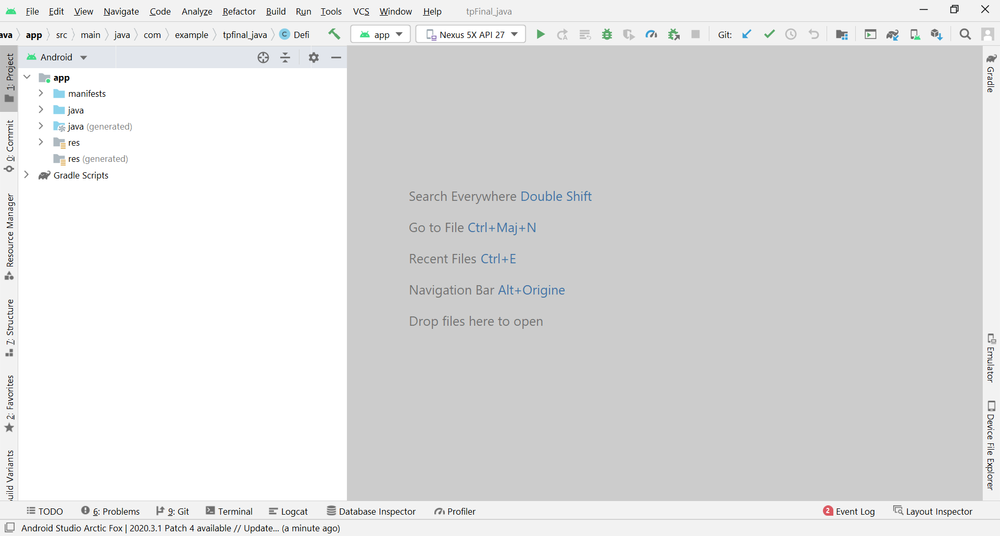 File Edit View Navigate Code Analyze Refactor Build Run Tools VCS Window Help tpFinal_java
ava app src main java com example tpfinal_java C Defi app Nexus 5X API 27 Git:
Android
1: Project
0: Commit
Resource Manager
7: Structure
2: Favorites
uild Variants
app
manifests
java
java (generated)
res
res (generated)
Gradle Scripts
Search Everywhere Double Shift
Go to File Ctrl+Maj+N
Recent Files Ctrl+E
Navigation Bar Alt+Origine
Drop files here to open
Gradle
Emulator
Device File Explorer
TODO 6: Problems 9: Git Terminal Logcat Database Inspector Profiler 2 Event Log Layout Inspector
Android Studio Arctic Fox | 2020.3.1 Patch 4 available // Update... (a minute ago)